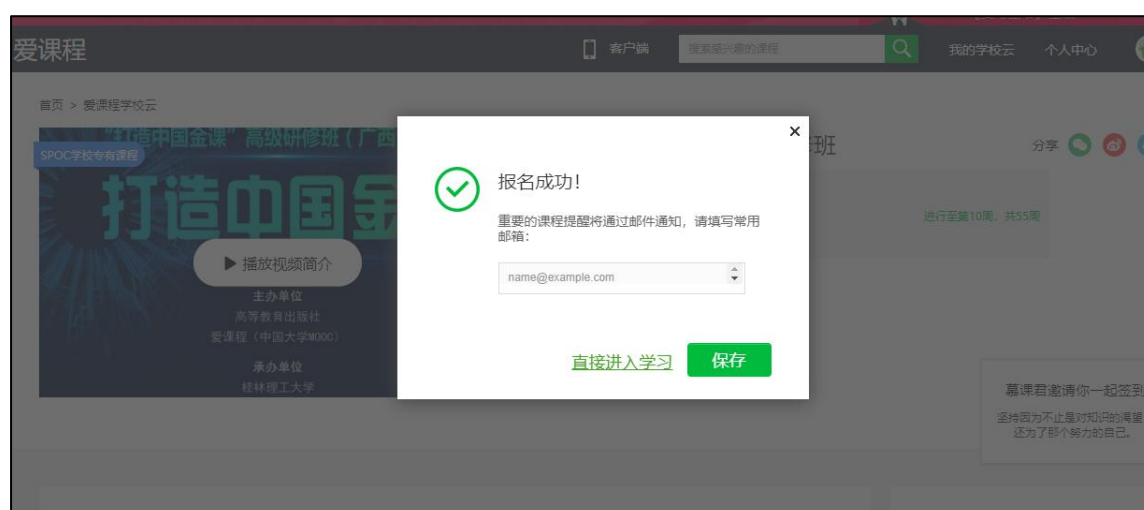 爱课程
客户端
搜索感兴趣的课程
我的学校云
个人中心
首页 > 爱课程学校云
"打造中国金课"高级研修班(广西
SPOC学校专有课程
打造中国金
播放视频简介
主办单位
高等教育出版社
爱课程(中国大学MOOC)
承办单位
桂林理工大学
修班
分享
进行至第10周,共55周
×
报名成功!
重要的课程提醒将通过邮件通知,请填写常用
邮箱:
name@example.com
直接进入学习
保存
慕课君邀请你一起签到
坚持因为不止是对知识的渴望
还为了那个努力的自己。